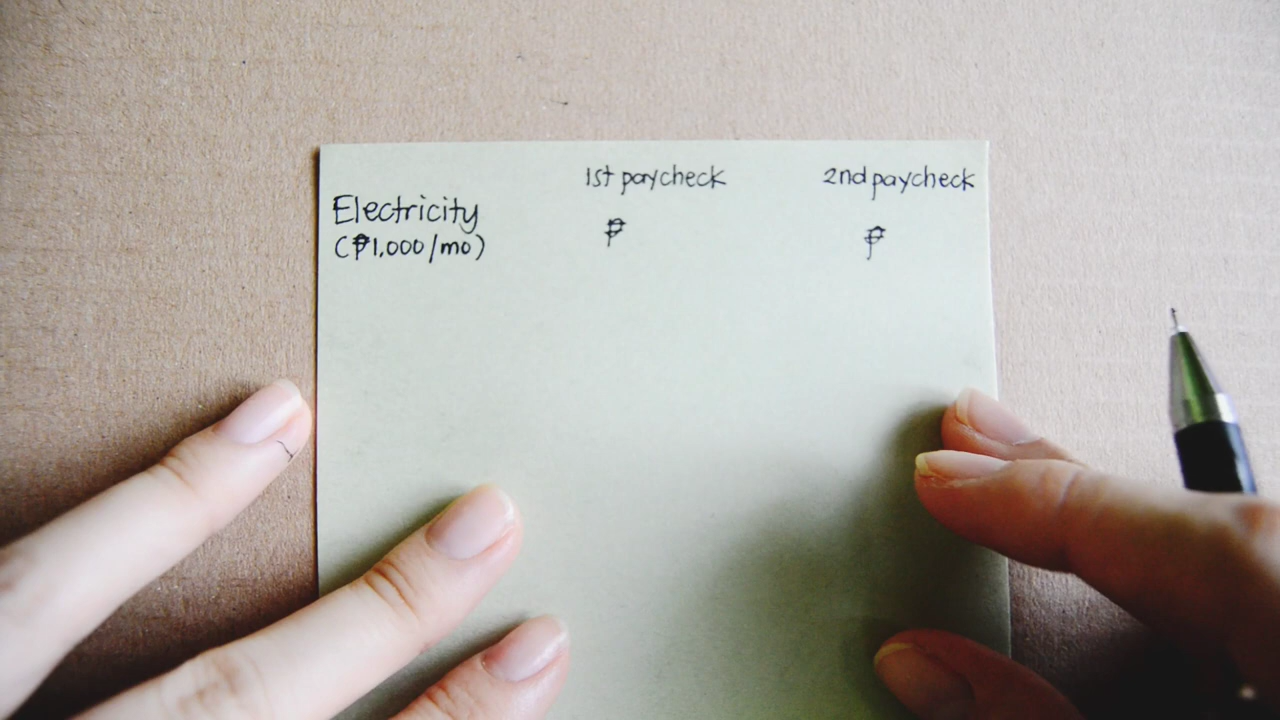 1st paycheck 2nd paycheck
Electricity
(₱1,000/mo) ₱ ₱